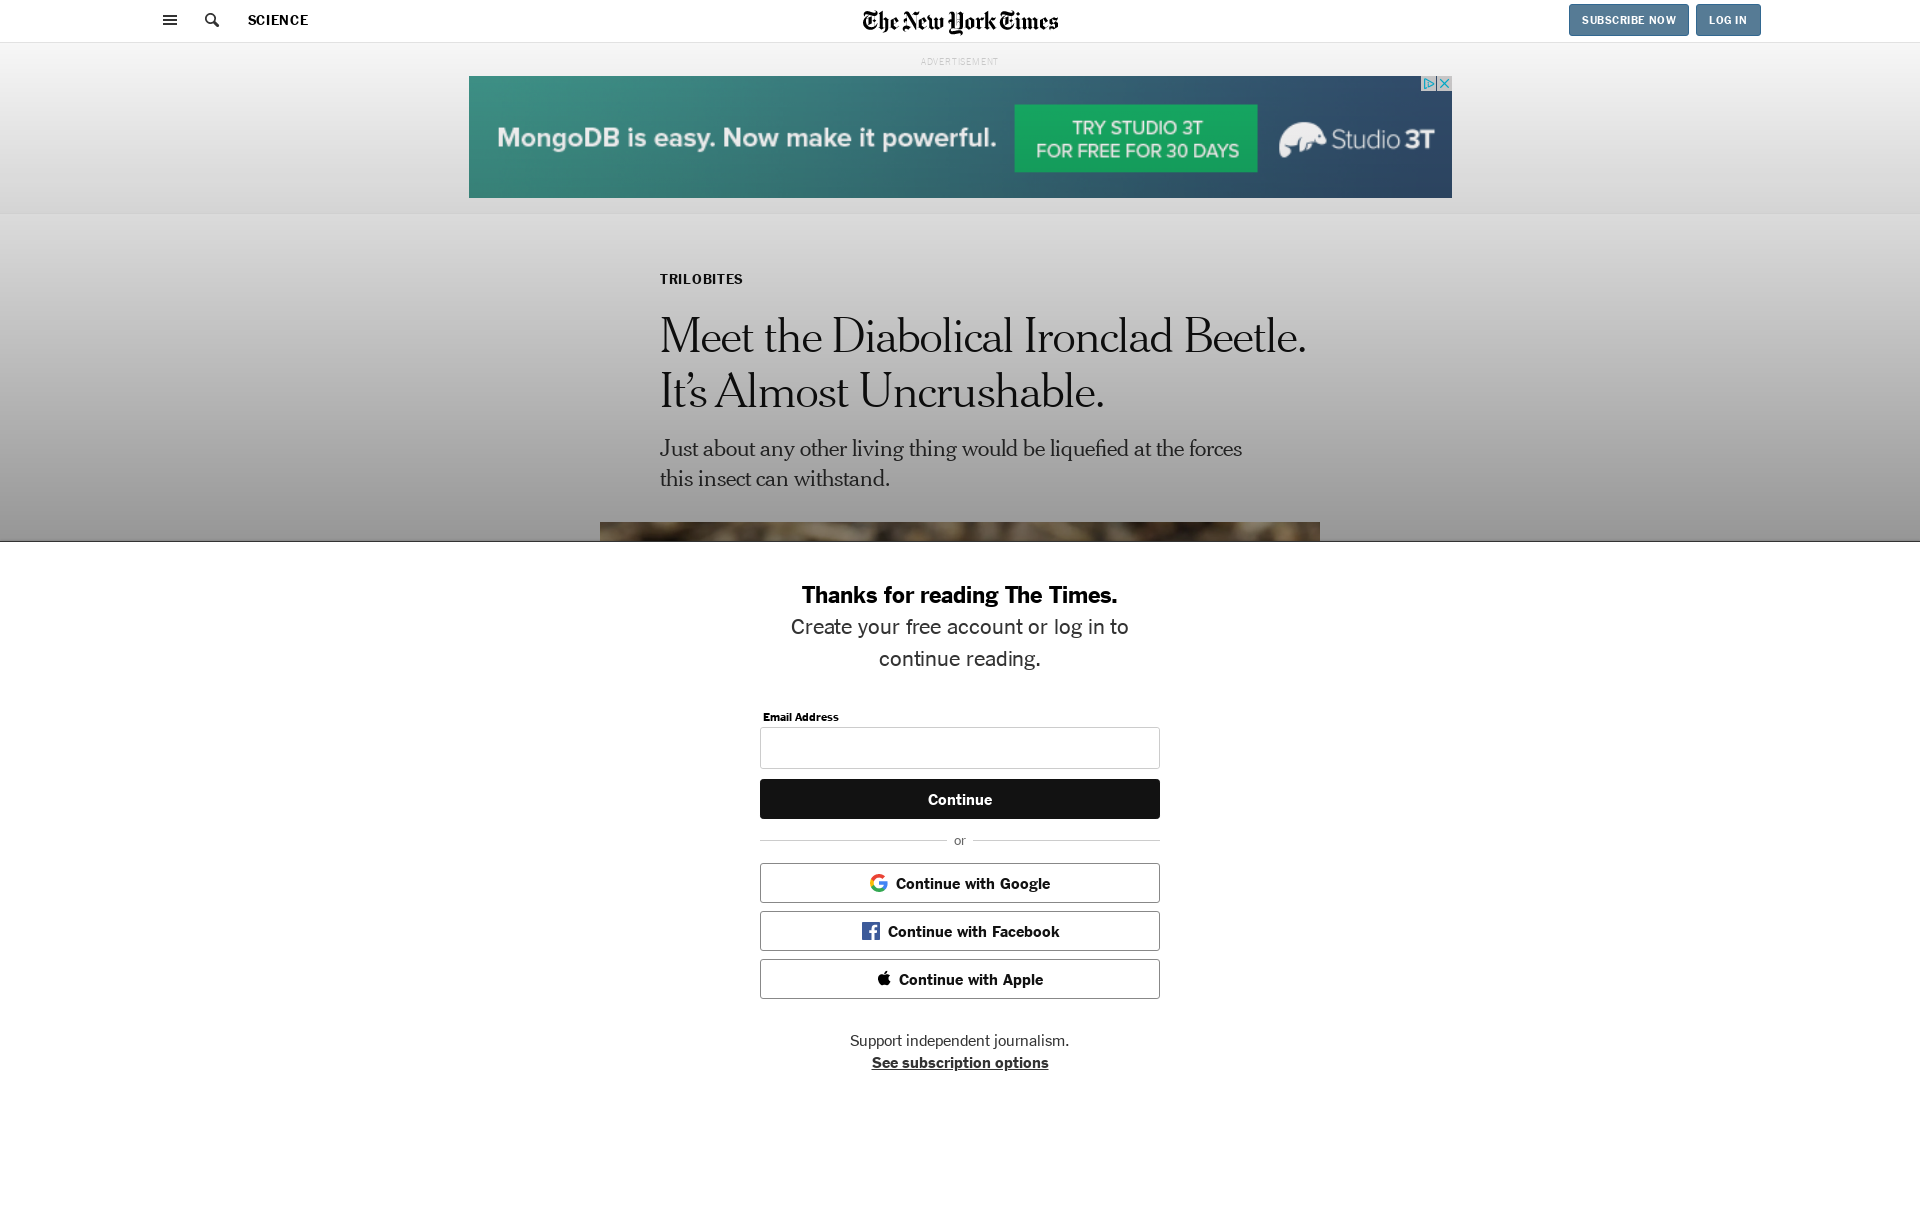 SCIENCE
The New York Times
SUBSCRIBE NOW
LOG IN
ADVERTISEMENT
MongoDB is easy. Now make it powerful.
TRY STUDIO 3T
FOR FREE FOR 30 DAYS
Studio 3T
TRILOBITES
Meet the Diabolical Ironclad Beetle.
It’s Almost Uncrushable.
Just about any other living thing would be liquefied at the forces
this insect can withstand.
Thanks for reading The Times.
Create your free account or log in to
continue reading.
Email Address
Continue
or
Continue with Google
Continue with Facebook
Continue with Apple
Support independent journalism.
See subscription options